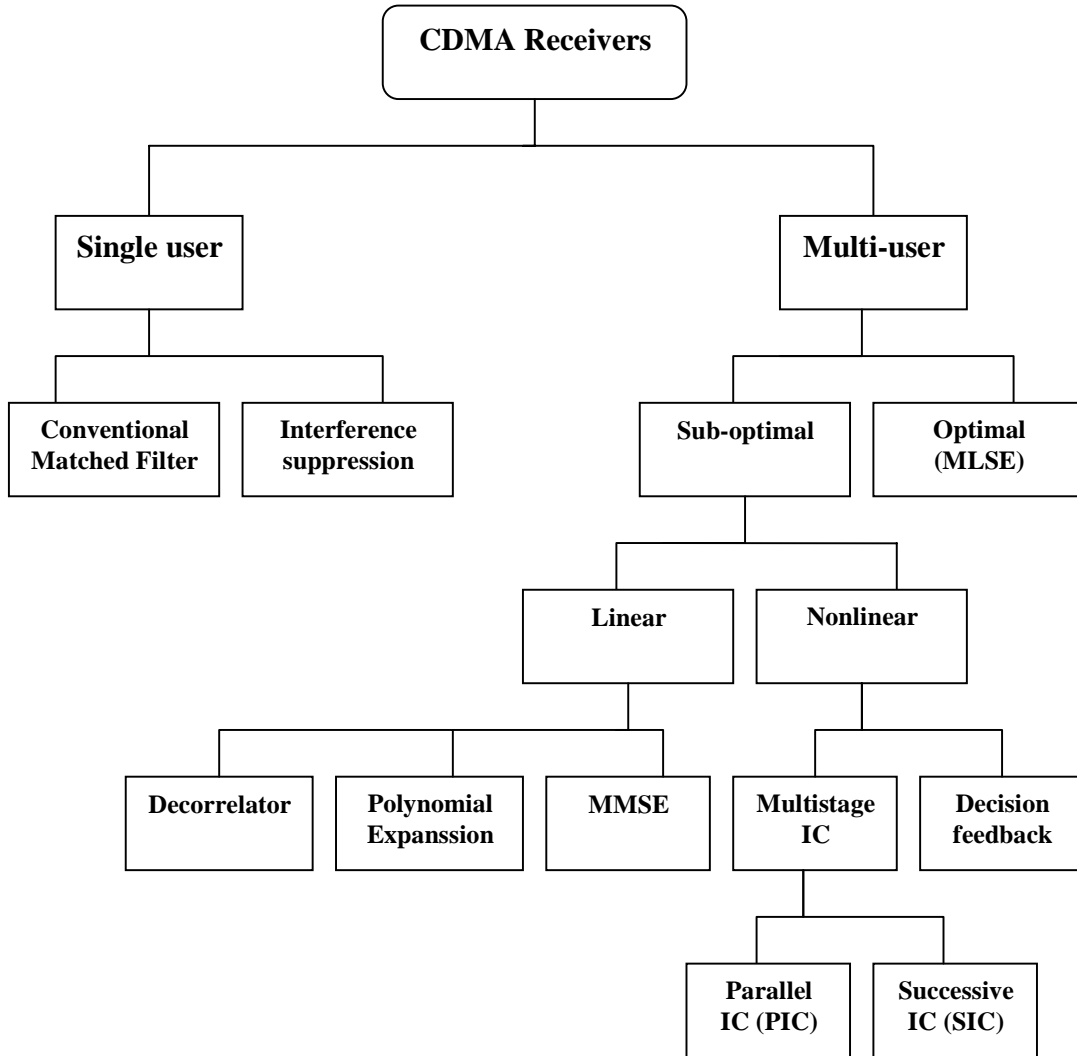 CDMA Receivers
Single user
Multi-user
Conventional
Matched Filter
Interference
suppression
Sub-optimal
Optimal
(MLSE)
Linear
Nonlinear
Decorrelator
Polynomial
Expanssion
MMSE
Multistage
IC
Decision
feedback
Parallel
IC (PIC)
Successive
IC (SIC)